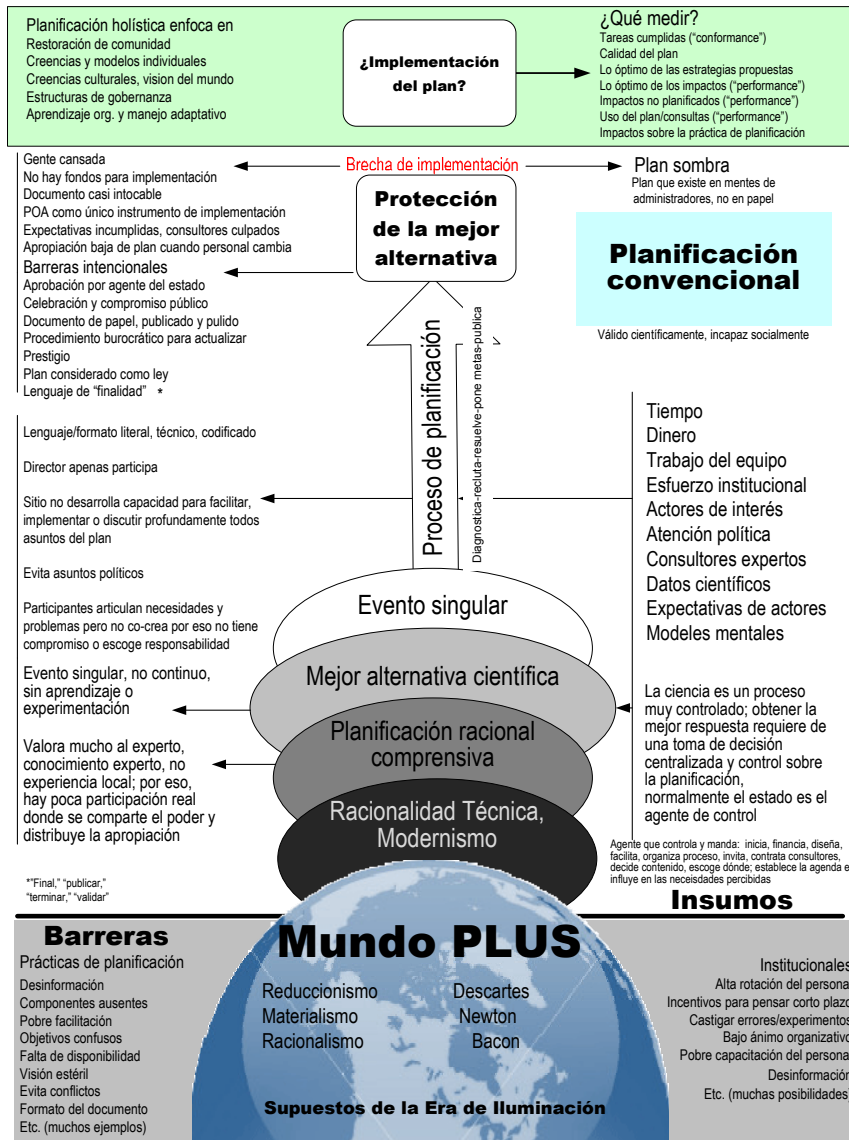 Planificación holística enfoca en
Restoración de comunidad
Creencias y modelos individuales
Creencias culturales, vision del mundo
Estructuras de gobernanza
Aprendizaje org. y manejo adaptativo
¿Implementación
del plan?
¿Qué medir?
Tareas cumplidas (“conformance”)
Calidad del plan
Lo óptimo de las estrategias propuestas
Lo óptimo de los impactos (“performance”)
Impactos no planificados (“performance”)
Uso del plan/consultas (“performance”)
Impactos sobre la práctica de planificación
Gente cansada
No hay fondos para implementación
Documento casi intocable
POA como único instrumento de implementación
Expectativas incumplidas, consultores culpados
Apropiación baja de plan cuando personal cambia
Barreras intencionales
Aprobación por agente del estado
Celebración y compromiso público
Documento de papel, publicado y pulido
Procedimiento burocrático para actualizar
Prestigio
Plan considerado como ley
Lenguaje de “finalidad” *
Brecha de implementación
Protección
de la mejor
alternativa
Plan sombra
Plan que existe en mentes de
administradores, no en papel
Planificación
convencional
Válido científicamente, incapaz socialmente
Proceso de planificación
Diagnostica-recluta-resuelve-pone metas-publica
Lenguaje/formato literal, técnico, codificado
Director apenas participa
Sitio no desarrolla capacidad para facilitar,
implementar o discutir profundamente todos
asuntos del plan
Evita asuntos políticos
Participantes articulan necesidades y
problemas pero no co-crea por eso no tiene
compromiso o escoge responsabilidad
Evento singular, no continuo,
sin aprendizaje o
experimentación
Valora mucho al experto,
conocimiento experto, no
experiencia local; por eso,
hay poca participación real
donde se comparte el poder y
distribuye la apropiación
*“Final,” “publicar,”
“terminar,” “validar”
Evento singular
Mejor alternativa científica
Planificación racional
comprensiva
Racionalidad Técnica,
Modernismo
Tiempo
Dinero
Trabajo del equipo
Esfuerzo institucional
Actores de interés
Atención política
Consultores expertos
Datos científicos
Expectativas de actores
Modeles mentales
La ciencia es un proceso
muy controlado; obtener la
mejor respuesta requiere de
una toma de decisión
centralizada y control sobre
la planificación,
normalmente el estado es el
agente de control
Agente que controla y manda: inicia, financia, diseña,
facilita, organiza proceso, invita, contrata consultores,
decide contenido, escoge dónde; establece la agenda e
influye en las neceisdades percibidas
Insumos
Barreras
Prácticas de planificación
Desinformación
Componentes ausentes
Pobre facilitación
Objetivos confusos
Falta de disponibilidad
Visión estéril
Evita conflictos
Formato del documento
Etc. (muchos ejemplos)
Mundo PLUS
Reduccionismo Descartes
Materialismo Newton
Racionalismo Bacon
Supuestos de la Era de Iluminación
Institucionales
Alta rotación del persona
Incentivos para pensar corto plazo
Castigar errores/experimentos
Bajo ánimo organizativo
Pobre capacitación del persona
Desinformación
Etc. (muchas posibilidades)